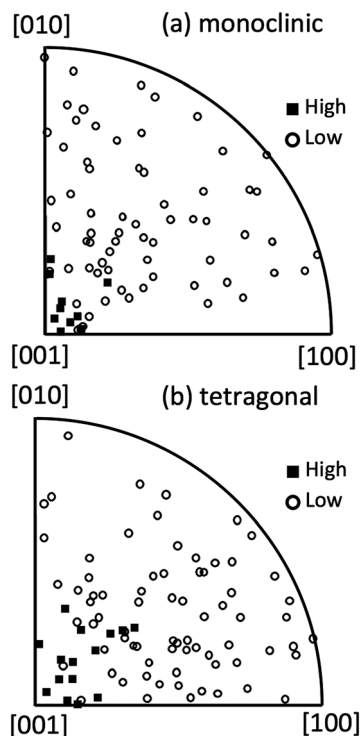 [010] (a) monoclinic
High
Low
[001] [100]
[010] (b) tetragonal
High
Low
[001] [100]